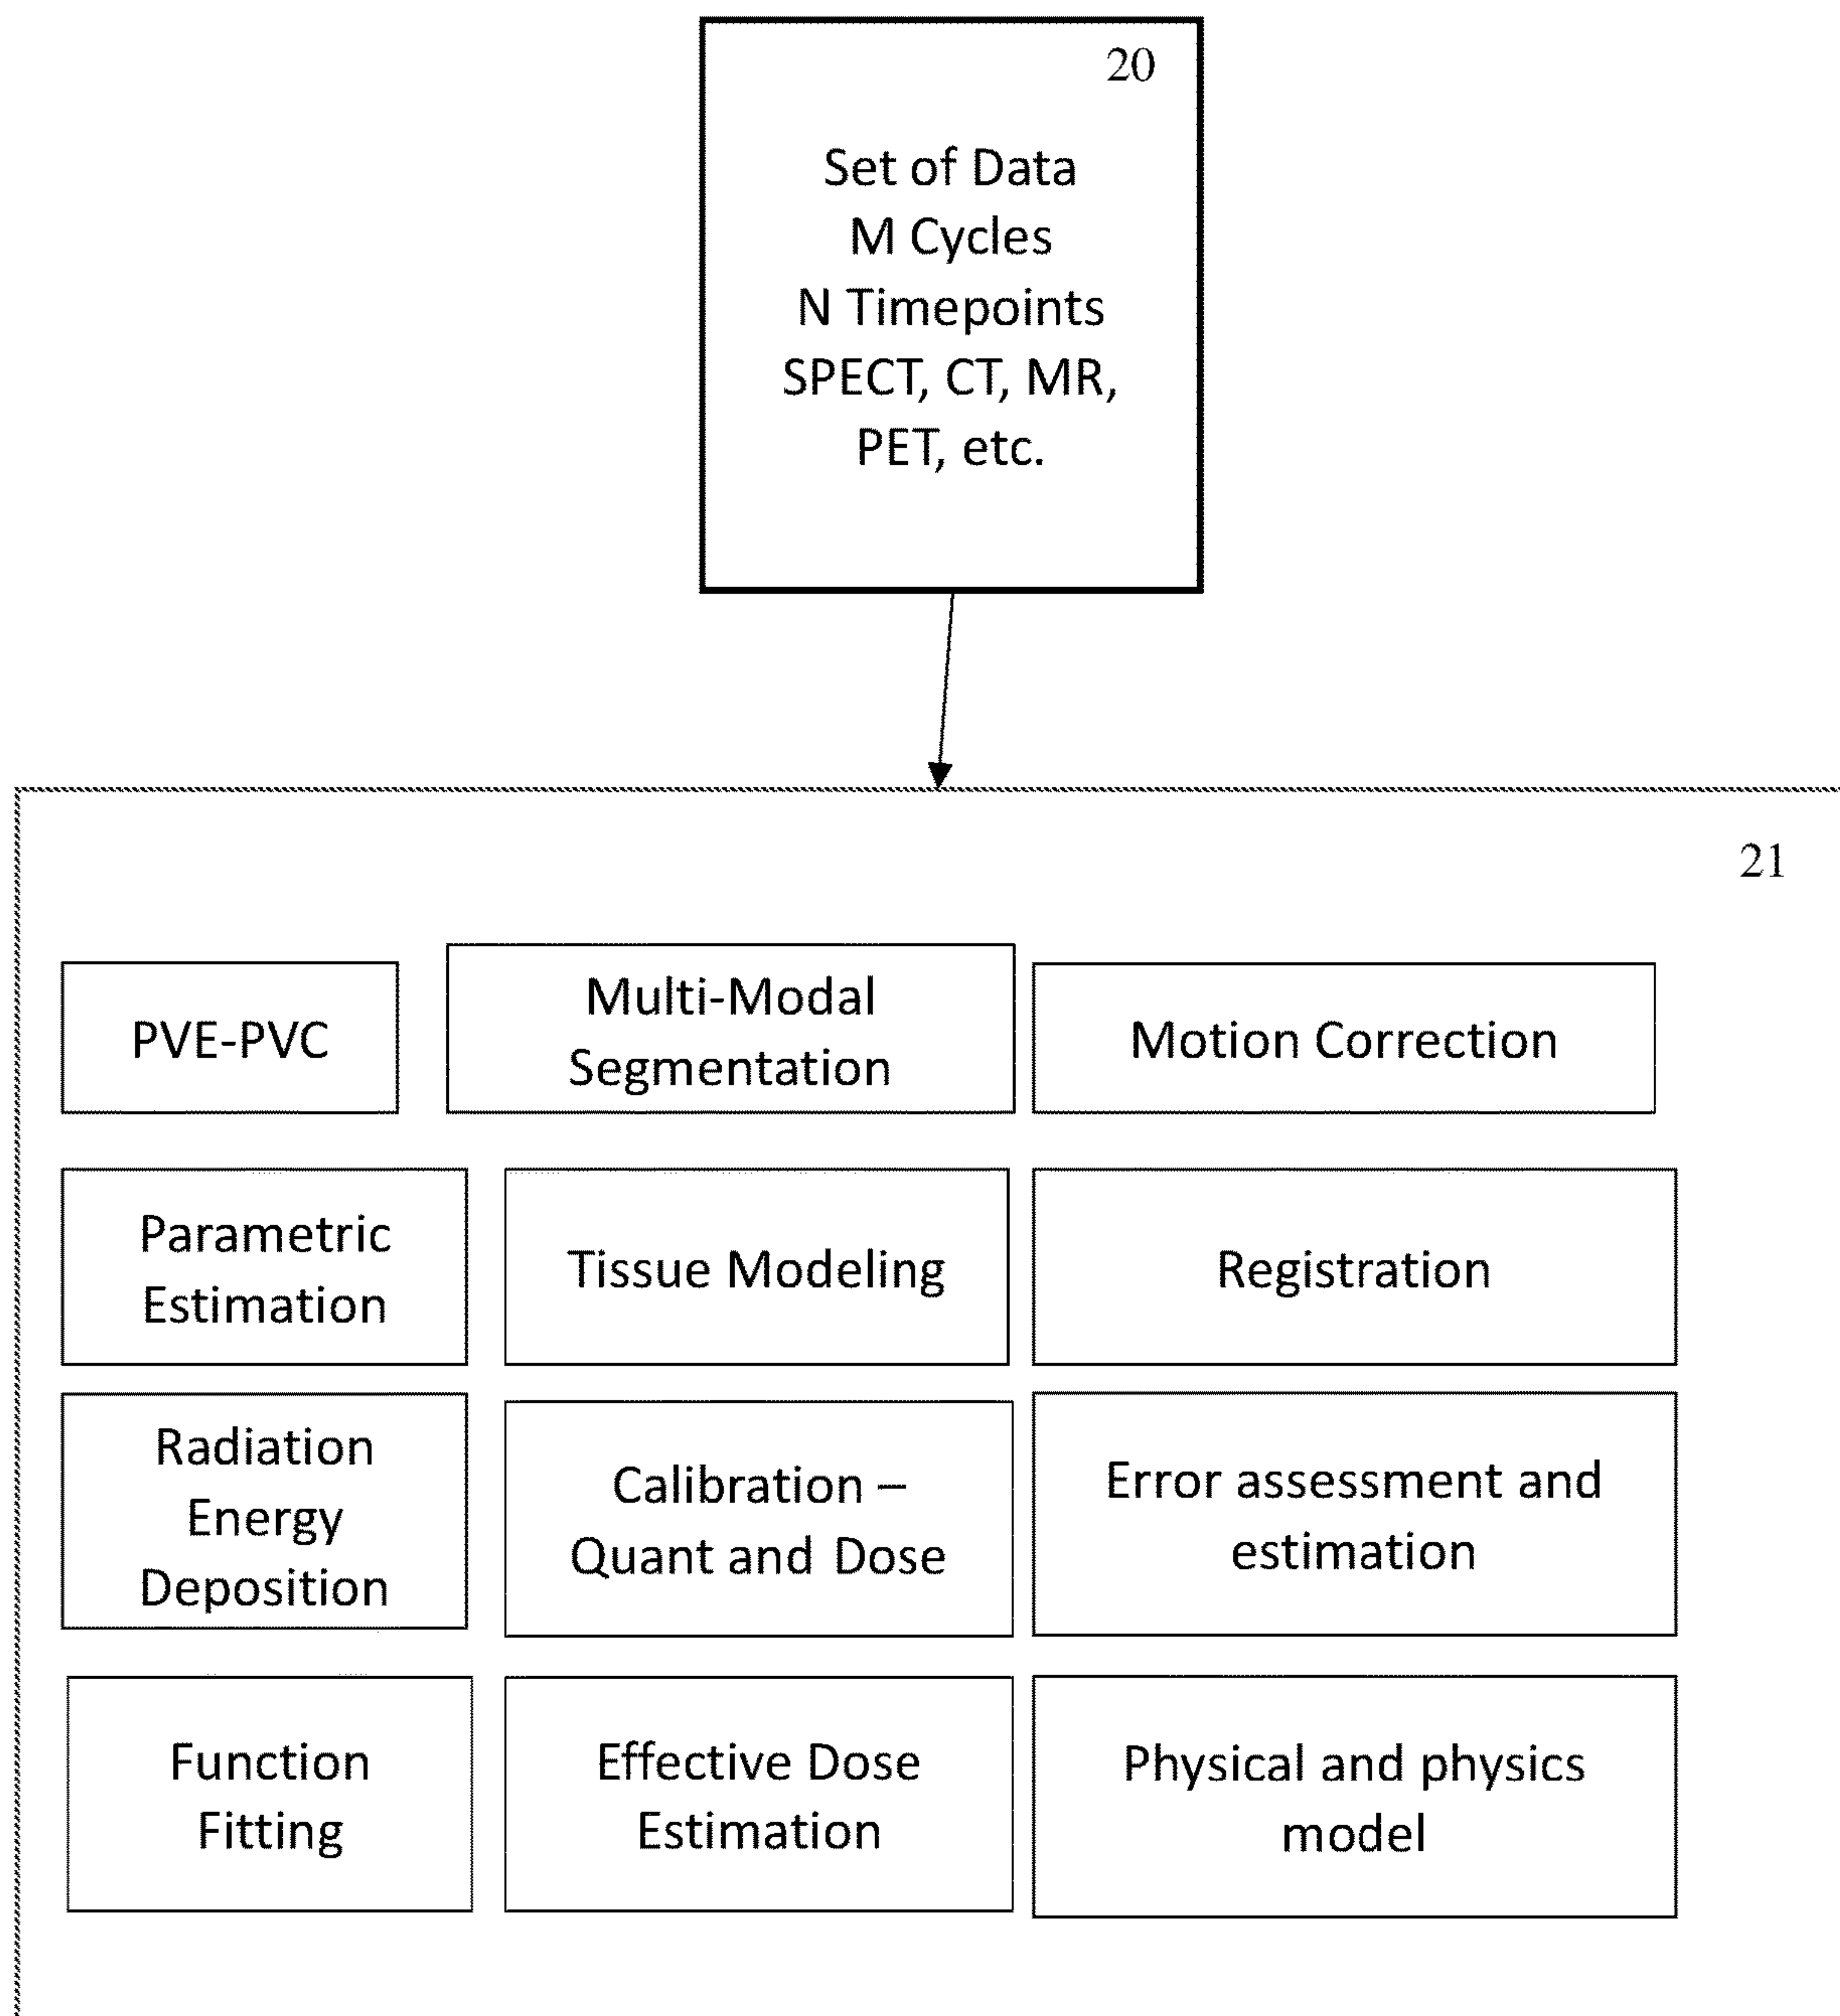 20
Set of Data
M Cycles
N Timepoints
SPECT, CT, MR,
PET, etc.
21
PVE-PVC
Multi-Modal
Segmentation
Motion Correction
Parametric
Estimation
Tissue Modeling
Registration
Radiation
Energy
Deposition
Calibration –
Quant and Dose
Error assessment and
estimation
Function
Fitting
Effective Dose
Estimation
Physical and physics
model